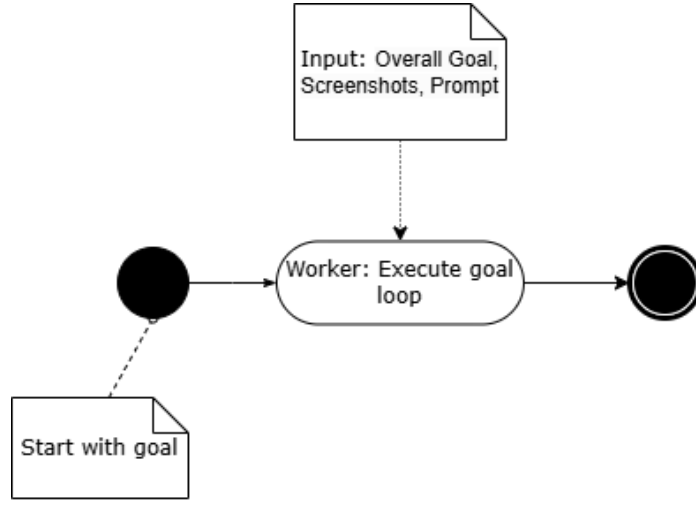 Input: Overall Goal,
Screenshots, Prompt
Worker: Execute goal
loop
Start with goal